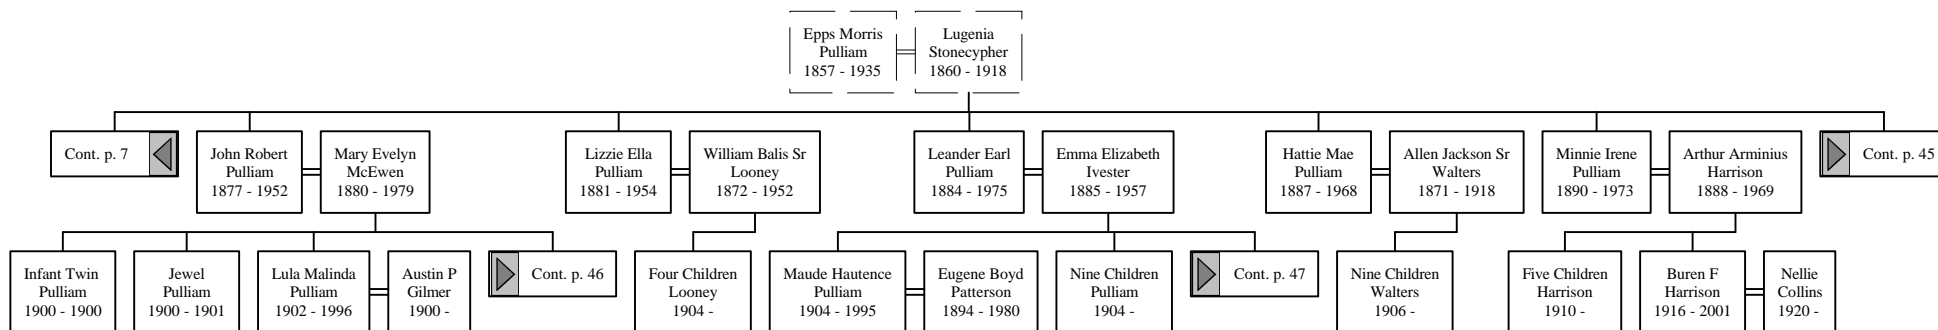 Epps Morris
Pulliam
1857 - 1935
Lugenia
Stonecypher
1860 - 1918
Cont. p. 7
John Robert
Pulliam
1877 - 1952
Mary Evelyn
McEwen
1880 - 1979
Lizzie Ella
Pulliam
1881 - 1954
William Balis Sr
Looney
1872 - 1952
Leander Earl
Pulliam
1884 - 1975
Emma Elizabeth
Ivester
1885 - 1957
Hattie Mae
Pulliam
1887 - 1968
Allen Jackson Sr
Walters
1871 - 1918
Minnie Irene
Pulliam
1890 - 1973
Arthur Arminius
Harrison
1888 - 1969
Cont. p. 45
Infant Twin
Pulliam
1900 - 1900
Jewel
Pulliam
1900 - 1901
Lula Malinda
Pulliam
1902 - 1996
Austin P
Gilmer
1900 -
Cont. p. 46
Four Children
Looney
1904 -
Maude Hautence
Pulliam
1904 - 1995
Eugene Boyd
Patterson
1894 - 1980
Nine Children
Pulliam
1904 -
Cont. p. 47
Nine Children
Walters
1906 -
Five Children
Harrison
1910 -
Buren F
Harrison
1916 - 2001
Nellie
Collins
1920 -